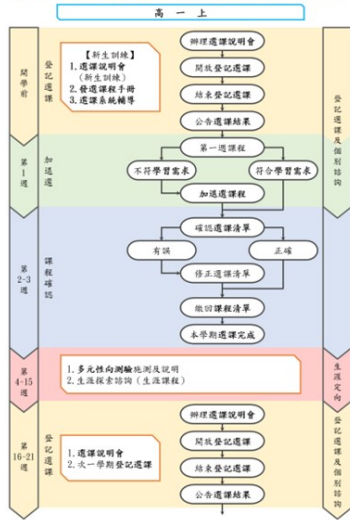 高一上
開學前
登記選課
【新生訓練】
1.選課說明會
(新生訓練)
2.發選課程手冊
3.選課系統輔導
辦理選課說明會
開放登記選課
結束登記選課
公告選課結果
登記選課及個別諮詢
第1週
加退選
第一週課程
不符學習需求
符合學習需求
加退選課程
第2-3週
課程確認
確認選課清單
有誤
正確
修正選課清單
繳回課程清單
本學期選課完成
第4-15週
1.多元性向測驗施測及說明
2.生涯探索諮詢(生涯課程)
生涯定向
第16-21週
登記選課
1.選課說明會
2.次一學期登記選課
辦理選課說明會
開放登記選課
結束登記選課
公告選課結果
登記選課及個別諮詢